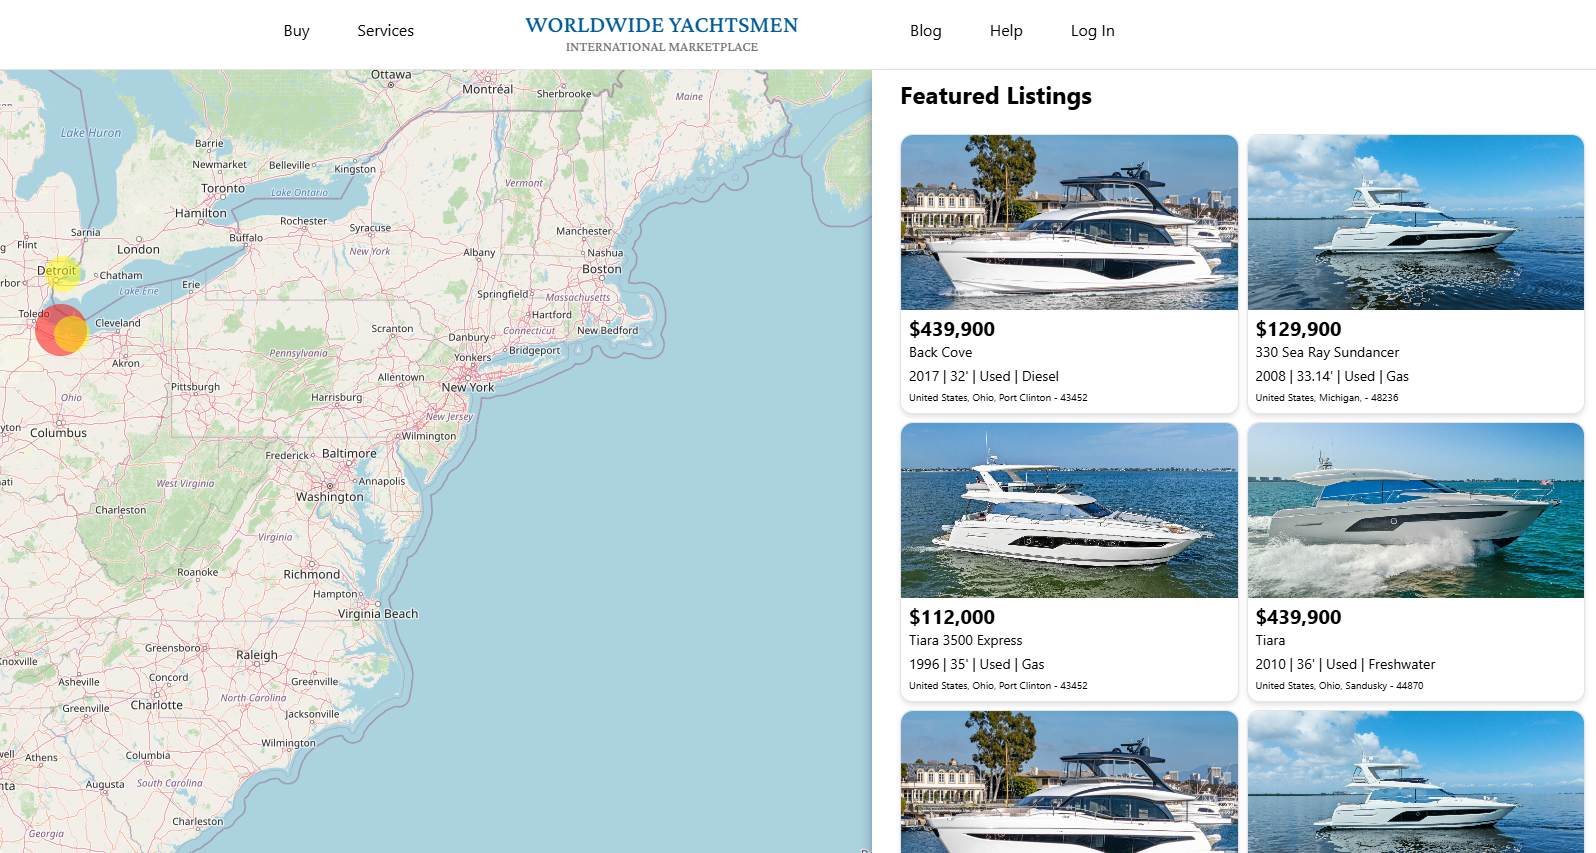 Buy
Services
WORLDWIDE YACHTSMEN
INTERNATIONAL MARKETPLACE
Blog
Help
Log In
Ottawa
Montréal
Sherbrooke
Maine
Lake Huron
Barrie
Newmarket
Belleville
Kingston
Toronto
Lake Ontario
Vermont
Hamilton
Rochester
Syracuse
Sarnia
Buffalo
Manchester
Flint
London
New York
Albany
Nashua
Detroit
Boston
Chatham
Lake Erie
Erie
Springfield
Massachusetts
Toledo
Cleveland
Hartford
Scranton
Danbury
Connecticut
New Bedford
Akron
Pennsylvania
Yonkers
Bridgeport
Allentown
New York
Pittsburgh
Ohio
Harrisburg
New Jersey
Columbus
Wilmington
Frederick
Baltimore
West Virginia
Annapolis
Washington
Charleston
Virginia
Roanoke
Richmond
Hampton
Virginia Beach
Greensboro
Raleigh
Knoxville
Asheville
Concord
Greenville
North Carolina
Greenville
Charlotte
Jacksonville
Wilmington
Athens
Columbia
Augusta
South Carolina
Charleston
Georgia
Featured Listings
$439,900
Back Cove
2017 | 32' | Used | Diesel
United States, Ohio, Port Clinton - 43452
$129,900
330 Sea Ray Sundancer
2008 | 33.14' | Used | Gas
United States, Michigan, - 48236
$112,000
Tiara 3500 Express
1996 | 35' | Used | Gas
United States, Ohio, Port Clinton - 43452
$439,900
Tiara
2010 | 36' | Used | Freshwater
United States, Ohio, Sandusky - 44870